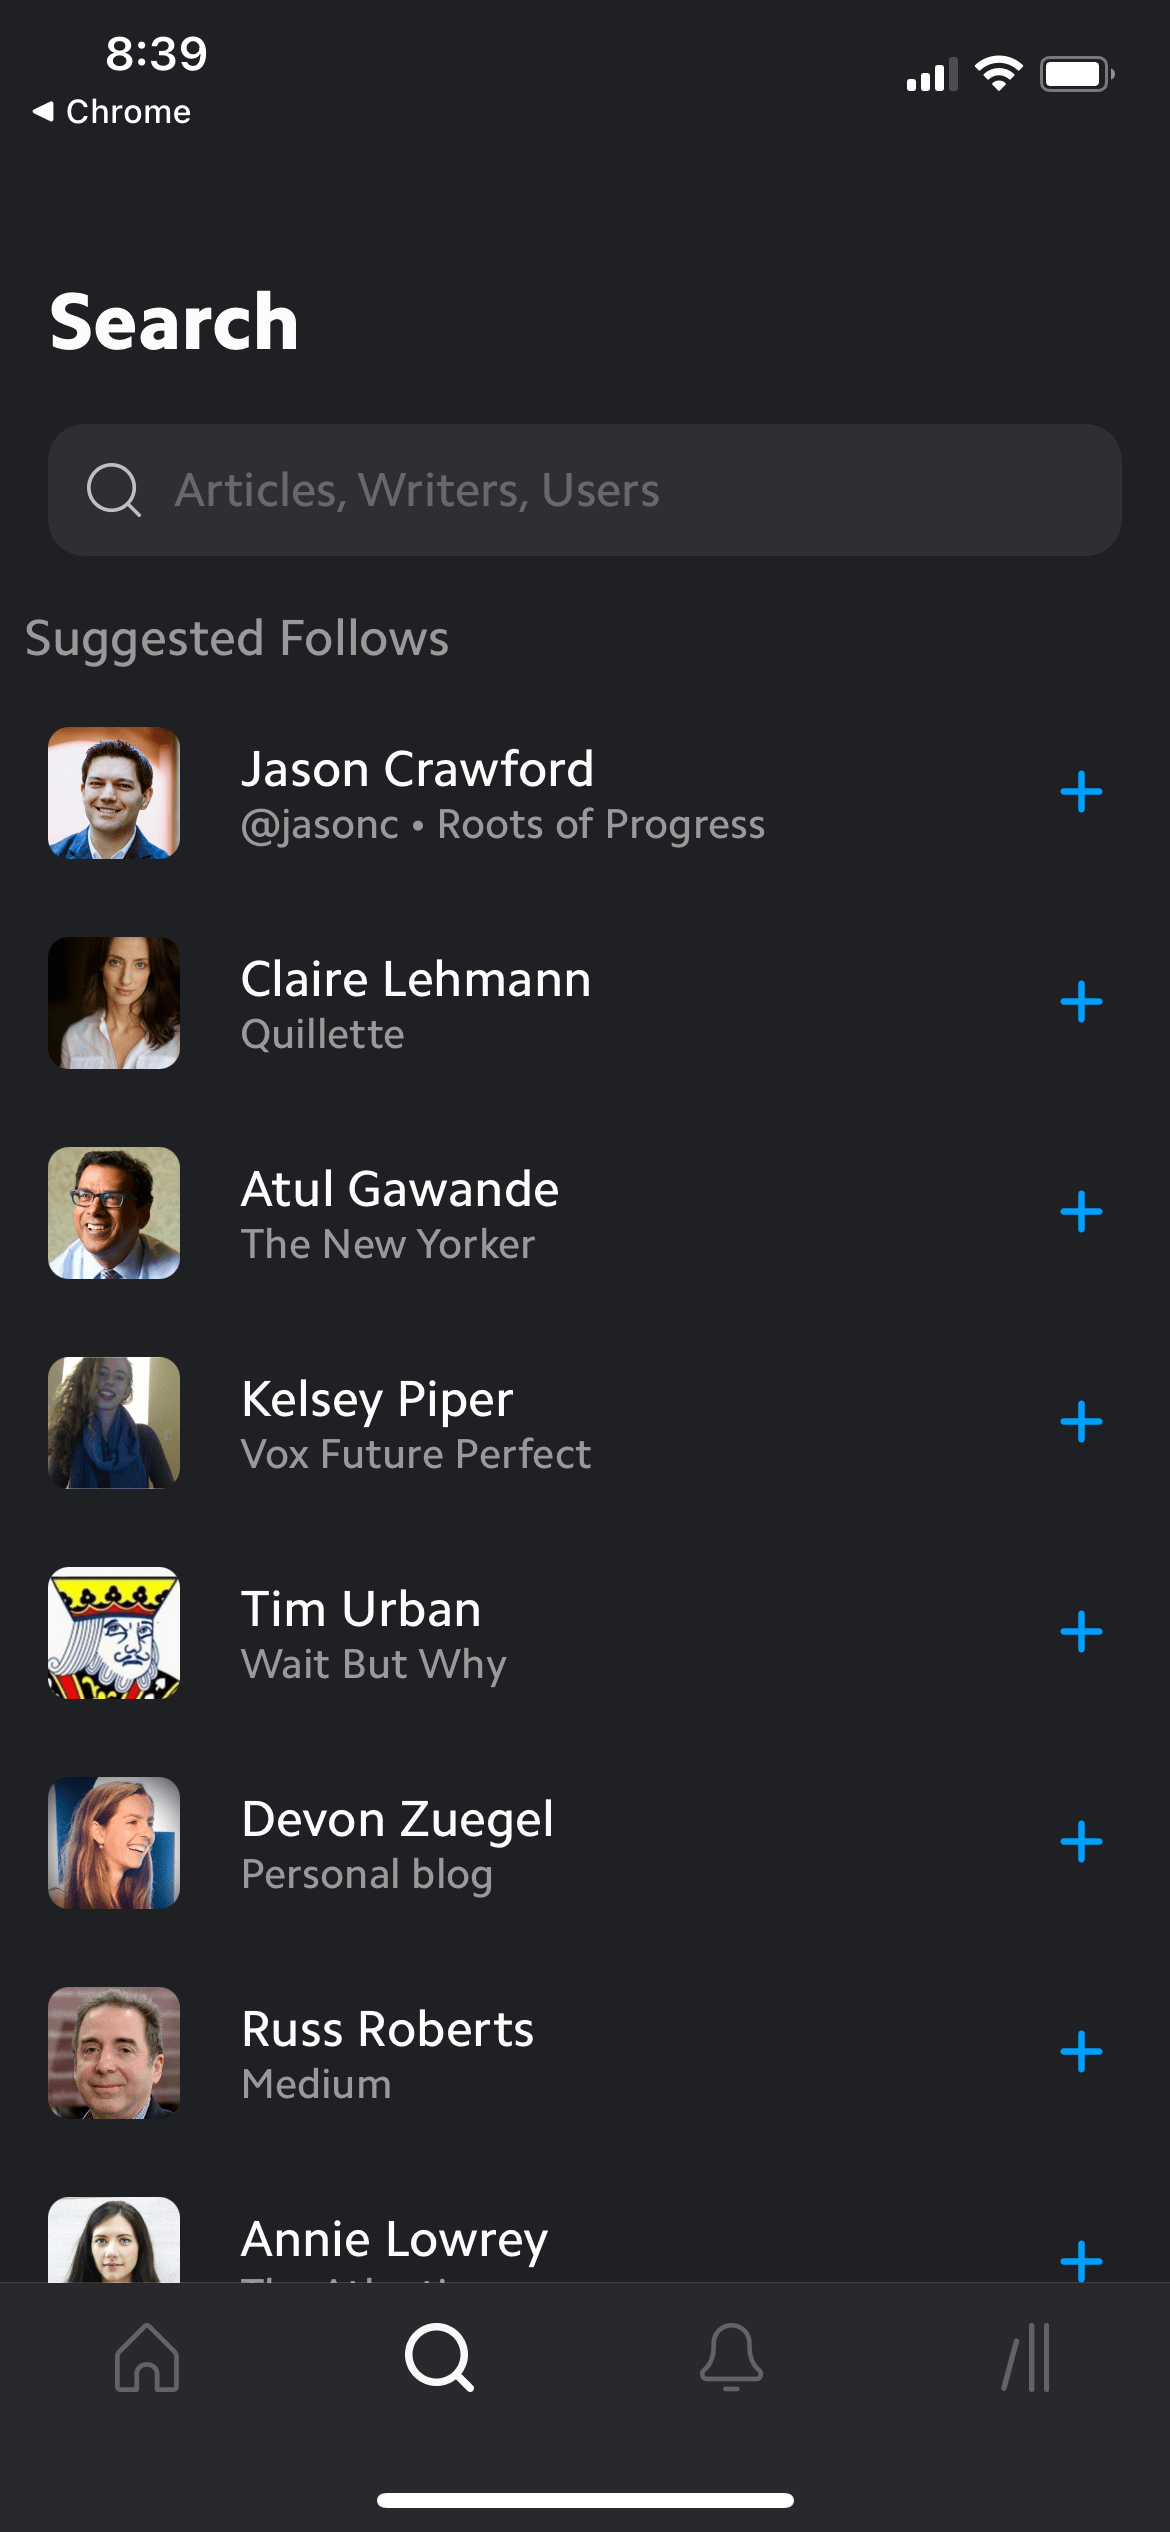 8:39
◀ Chrome
Search
Articles, Writers, Users
Suggested Follows
Jason Crawford
@jasonc • Roots of Progress
Claire Lehmann
Quillette
Atul Gawande
The New Yorker
Kelsey Piper
Vox Future Perfect
Tim Urban
Wait But Why
Devon Zuegel
Personal blog
Russ Roberts
Medium
Annie Lowrey